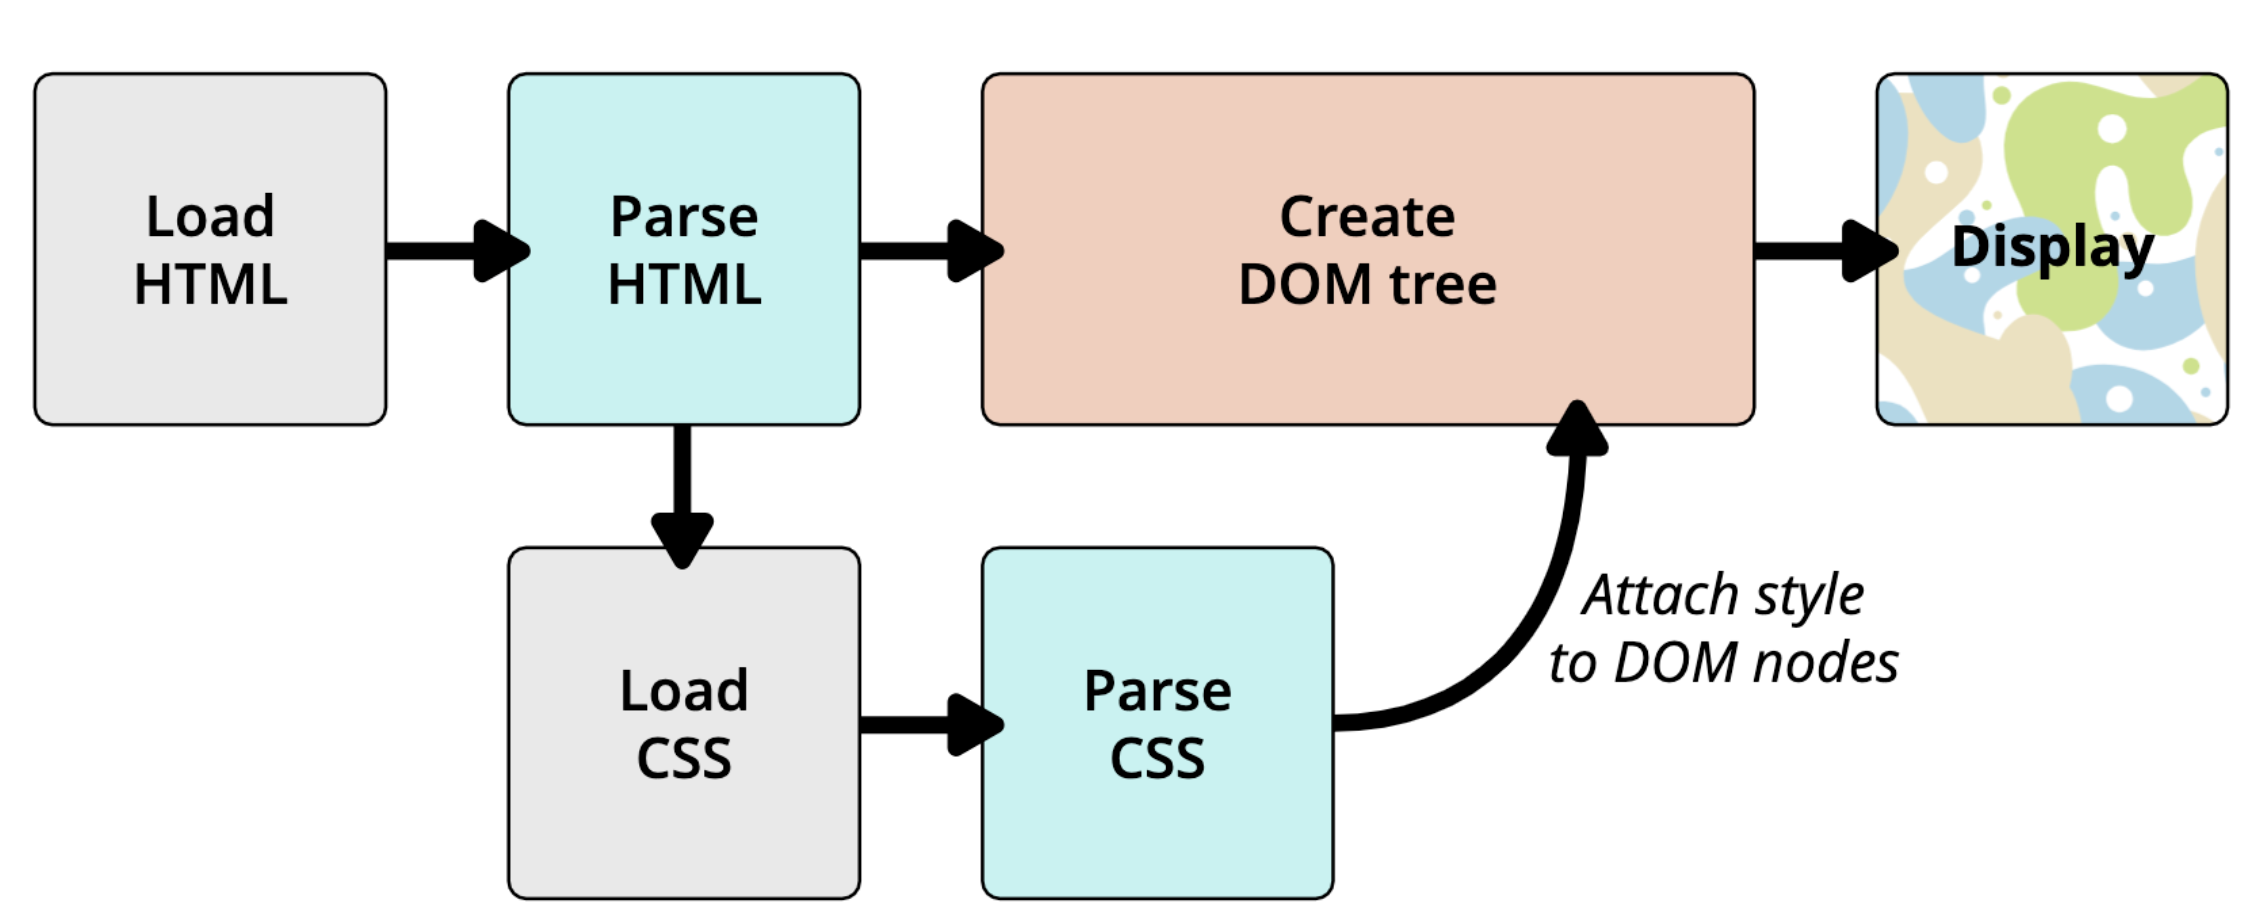 Load
HTML
Parse
HTML
Create
DOM tree
Display
Load
CSS
Parse
CSS
Attach style
to DOM nodes